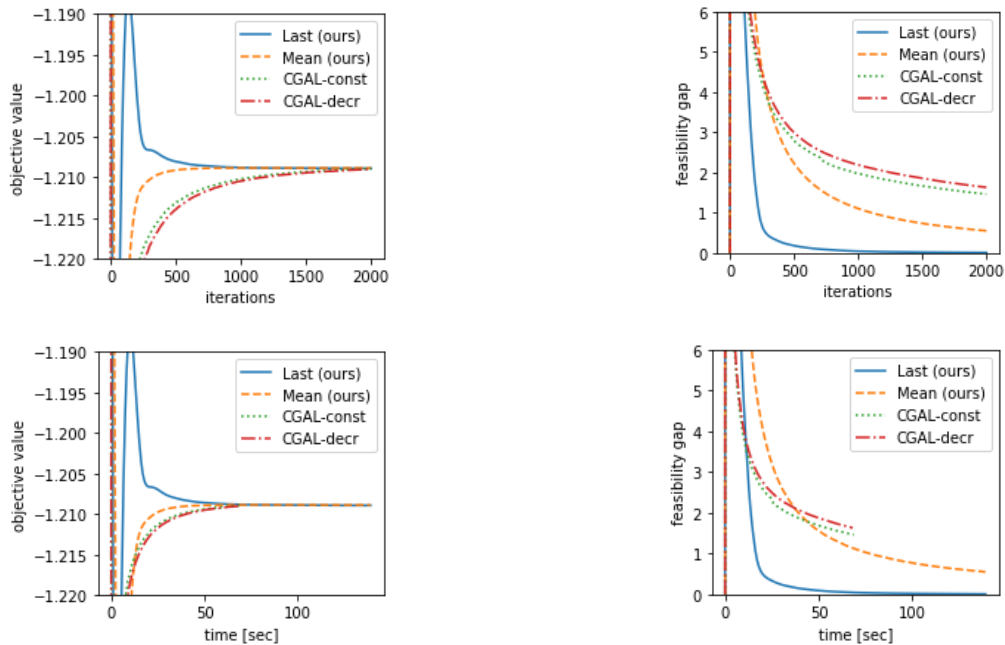 −1.190
−1.195
−1.200
−1.205
−1.210
−1.215
−1.220
objective value
0
500
1000
1500
2000
iterations
Last (ours)
Mean (ours)
CGAL-const
CGAL-decr
6
5
4
3
2
1
0
feasibility gap
0
500
1000
1500
2000
iterations
Last (ours)
Mean (ours)
CGAL-const
CGAL-decr
−1.190
−1.195
−1.200
−1.205
−1.210
−1.215
−1.220
objective value
0
50
100
time [sec]
Last (ours)
Mean (ours)
CGAL-const
CGAL-decr
6
5
4
3
2
1
0
feasibility gap
0
50
100
time [sec]
Last (ours)
Mean (ours)
CGAL-const
CGAL-decr